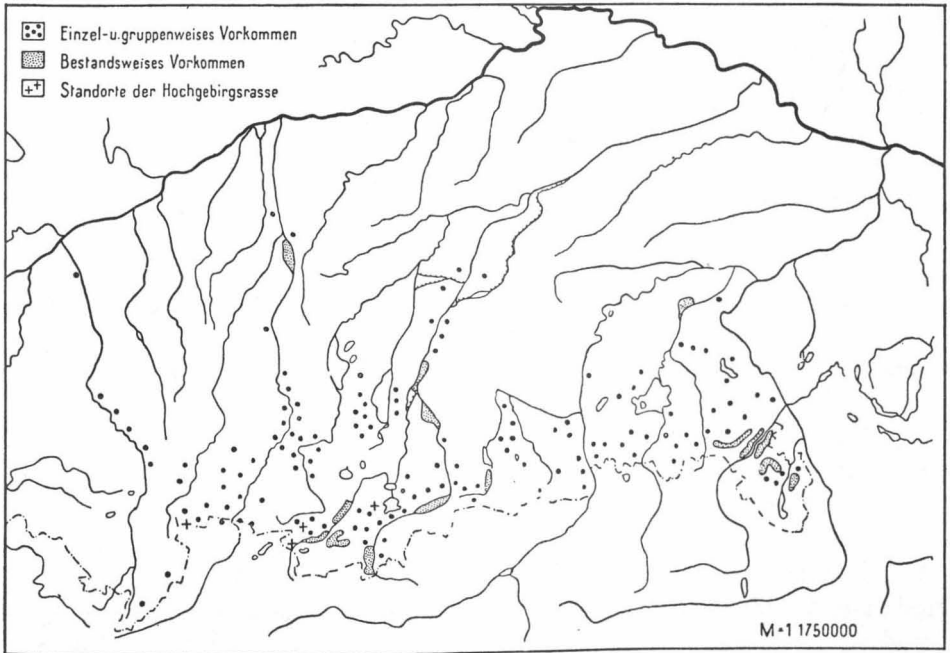 Einzel-u.gruppenweises Vorkommen
Bestandsweises Vorkommen
Standorte der Hochgebirgsrasse
M=1 1750000